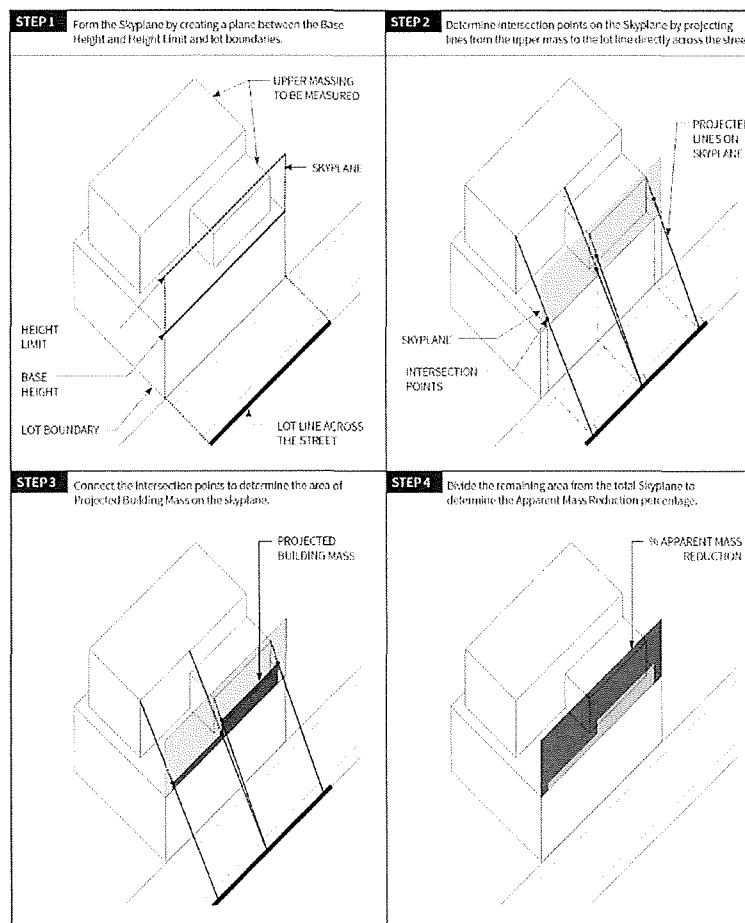 STEP 1 Form the Skyplane by creating a plane between the Base
Height and Height Limit and lot boundaries.
UPPER MASSING
TO BE MEASURED
SKYPLANE
HEIGHT
LIMIT
BASE
HEIGHT
LOT BOUNDARY
LOT LINE ACROSS
THE STREET
STEP 2 Determine intersection points on the Skyplane by projecting
lines from the upper mass to the lot line directly across the stree
PROJECTED
LINES ON
SKYPLANE
SKYPLANE
INTERSECTION
POINTS
STEP 3 Connect the intersection points to determine the area of
Projected Building Mass on the skyplane.
PROJECTED
BUILDING MASS
STEP 4 Divide the remaining area from the total Skyplane to
determine the Apparent Mass Reduction percentage.
% APPARENT MASS
REDUCTION